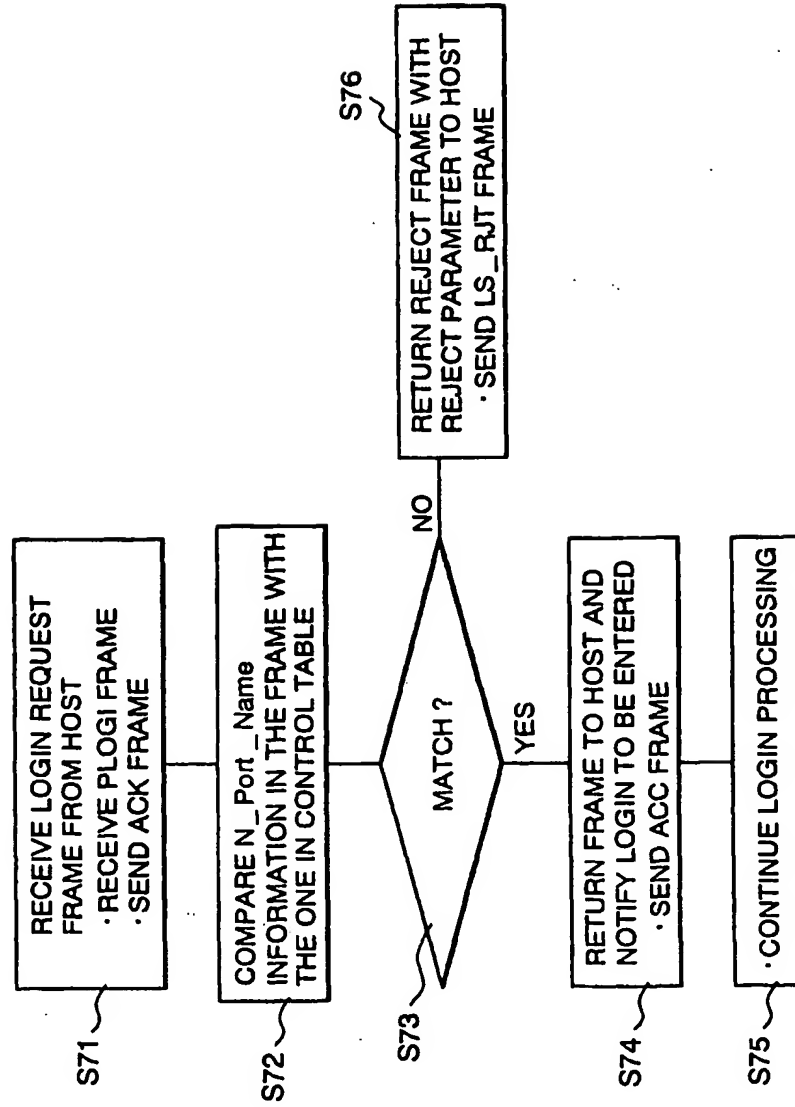 S71
RECEIVE LOGIN REQUEST
FRAME FROM HOST
· RECEIVE PLOGI FRAME
· SEND ACK FRAME
S72
COMPARE N_Port_Name
INFORMATION IN THE FRAME WITH
THE ONE IN CONTROL TABLE
S73
MATCH ?
NO
YES
S76
RETURN REJECT FRAME WITH
REJECT PARAMETER TO HOST
· SEND LS_RJT FRAME
S74
RETURN FRAME TO HOST AND
NOTIFY LOGIN TO BE ENTERED
· SEND ACC FRAME
S75
· CONTINUE LOGIN PROCESSING